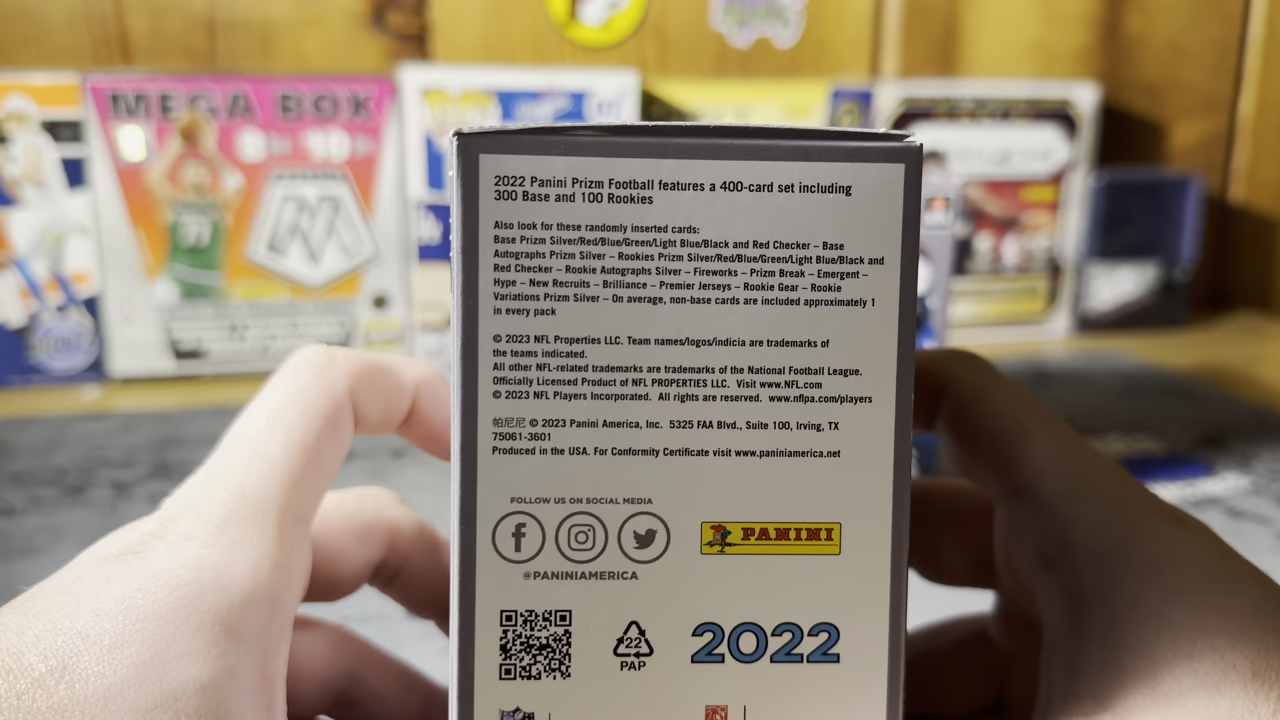 MEGA BOX
2022 Panini Prizm Football features a 400-card set including
300 Base and 100 Rookies
Also look for these randomly inserted cards:
Base Prizm Silver/Red/Blue/Green/Light Blue/Black and Red Checker – Base
Autographs Prizm Silver – Rookies Prizm Silver/Red/Blue/Green/Light Blue/Black and
Red Checker – Rookie Autographs Silver – Fireworks – Prizm Break – Emergent –
Hype – New Recruits – Brilliance – Premier Jerseys – Rookie Gear – Rookie
Variations Prizm Silver – On average, non-base cards are included approximately 1
in every pack
© 2023 NFL Properties LLC. Team names/logos/indicia are trademarks of
the teams indicated.
All other NFL-related trademarks are trademarks of the National Football League.
Officially Licensed Product of NFL PROPERTIES LLC. Visit www.NFL.com
© 2023 NFL Players Incorporated. All rights are reserved. www.nflpa.com/players
帕尼尼 © 2023 Panini America, Inc. 5325 FAA Blvd., Suite 100, Irving, TX
75061-3601
Produced in the USA. For Conformity Certificate visit www.paniniamerica.net
FOLLOW US ON SOCIAL MEDIA
PANINI
@PANINIAMERICA
22
PAP
2022